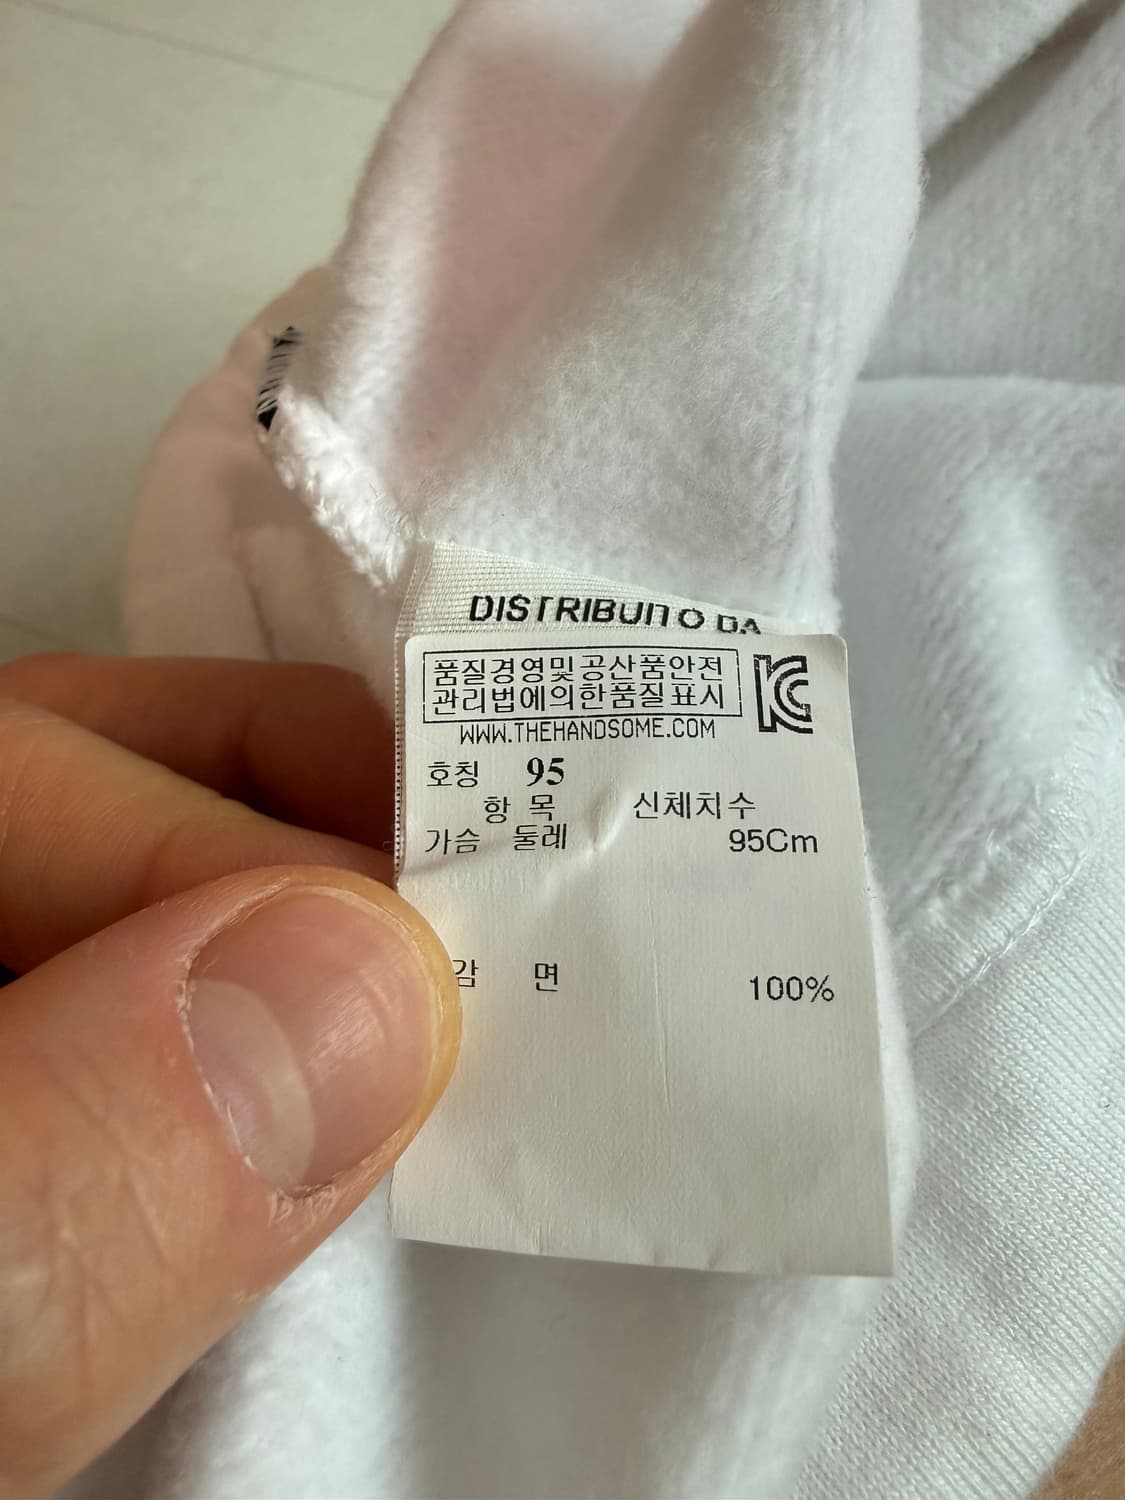 DISTRIBUITO DA
품질경영및공산품안전
관리법에의한품질표시
KC
WWW.THEHANDSOME.COM
호칭 95
항 목 신체치수
가슴 둘레 95Cm
감 면 100%